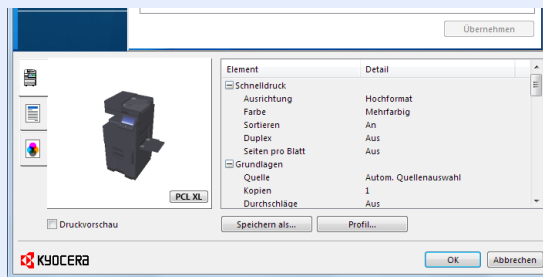 Übernehmen
Element Detail
Schnelldruck
Ausrichtung Hochformat
Farbe Mehrfarbig
Sortieren An
Duplex Aus
Seiten pro Blatt Aus
Grundlagen
Quelle Autom. Quellenauswahl
Kopien 1
Durchschläge Aus
PCL XL
Druckvorschau Speichern als... Profil...
KYOCERA OK Abbrechen